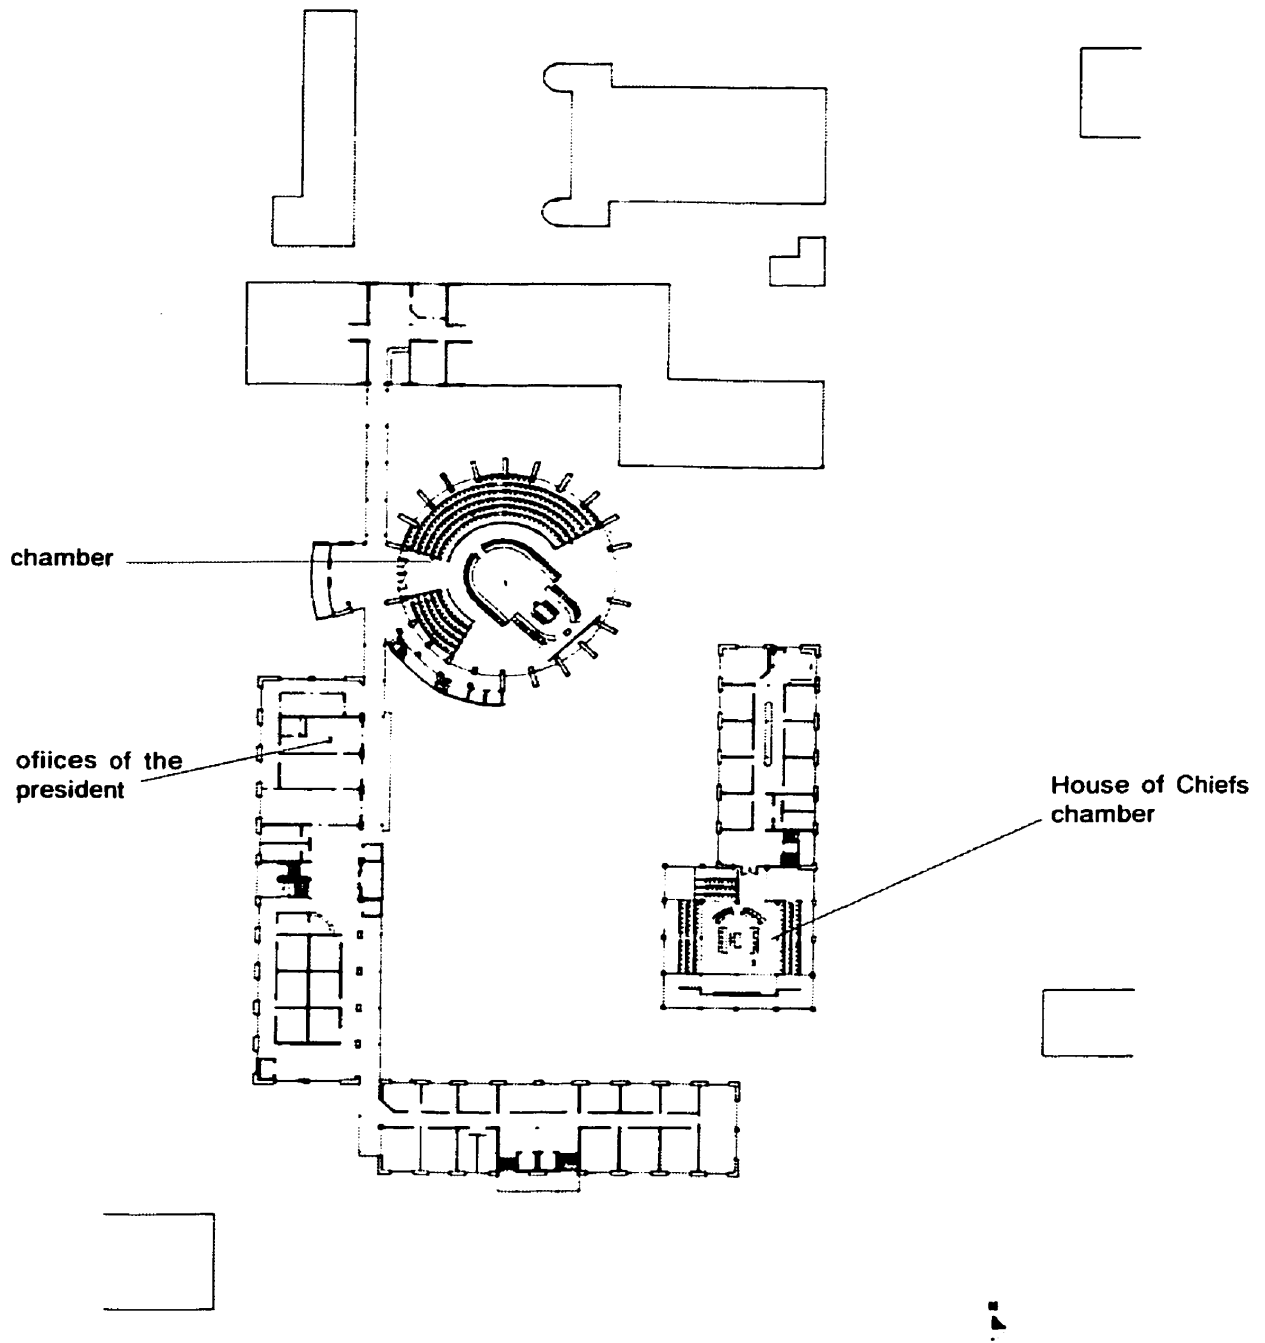 chamber
ofiices of the
president
House of Chiefs
chamber